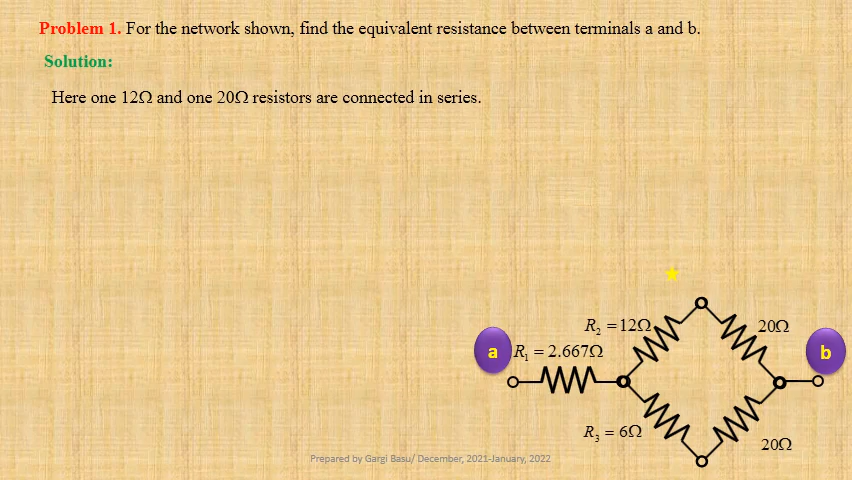 Problem 1. For the network shown, find the equivalent resistance between terminals a and b.
Solution:
Here one 12Ω and one 20Ω resistors are connected in series.
R₂ = 12Ω
20Ω
a
R₁ = 2.667Ω
b
R₃ = 6Ω
20Ω
Prepared by Gargi Basu/ December, 2021-January, 2022